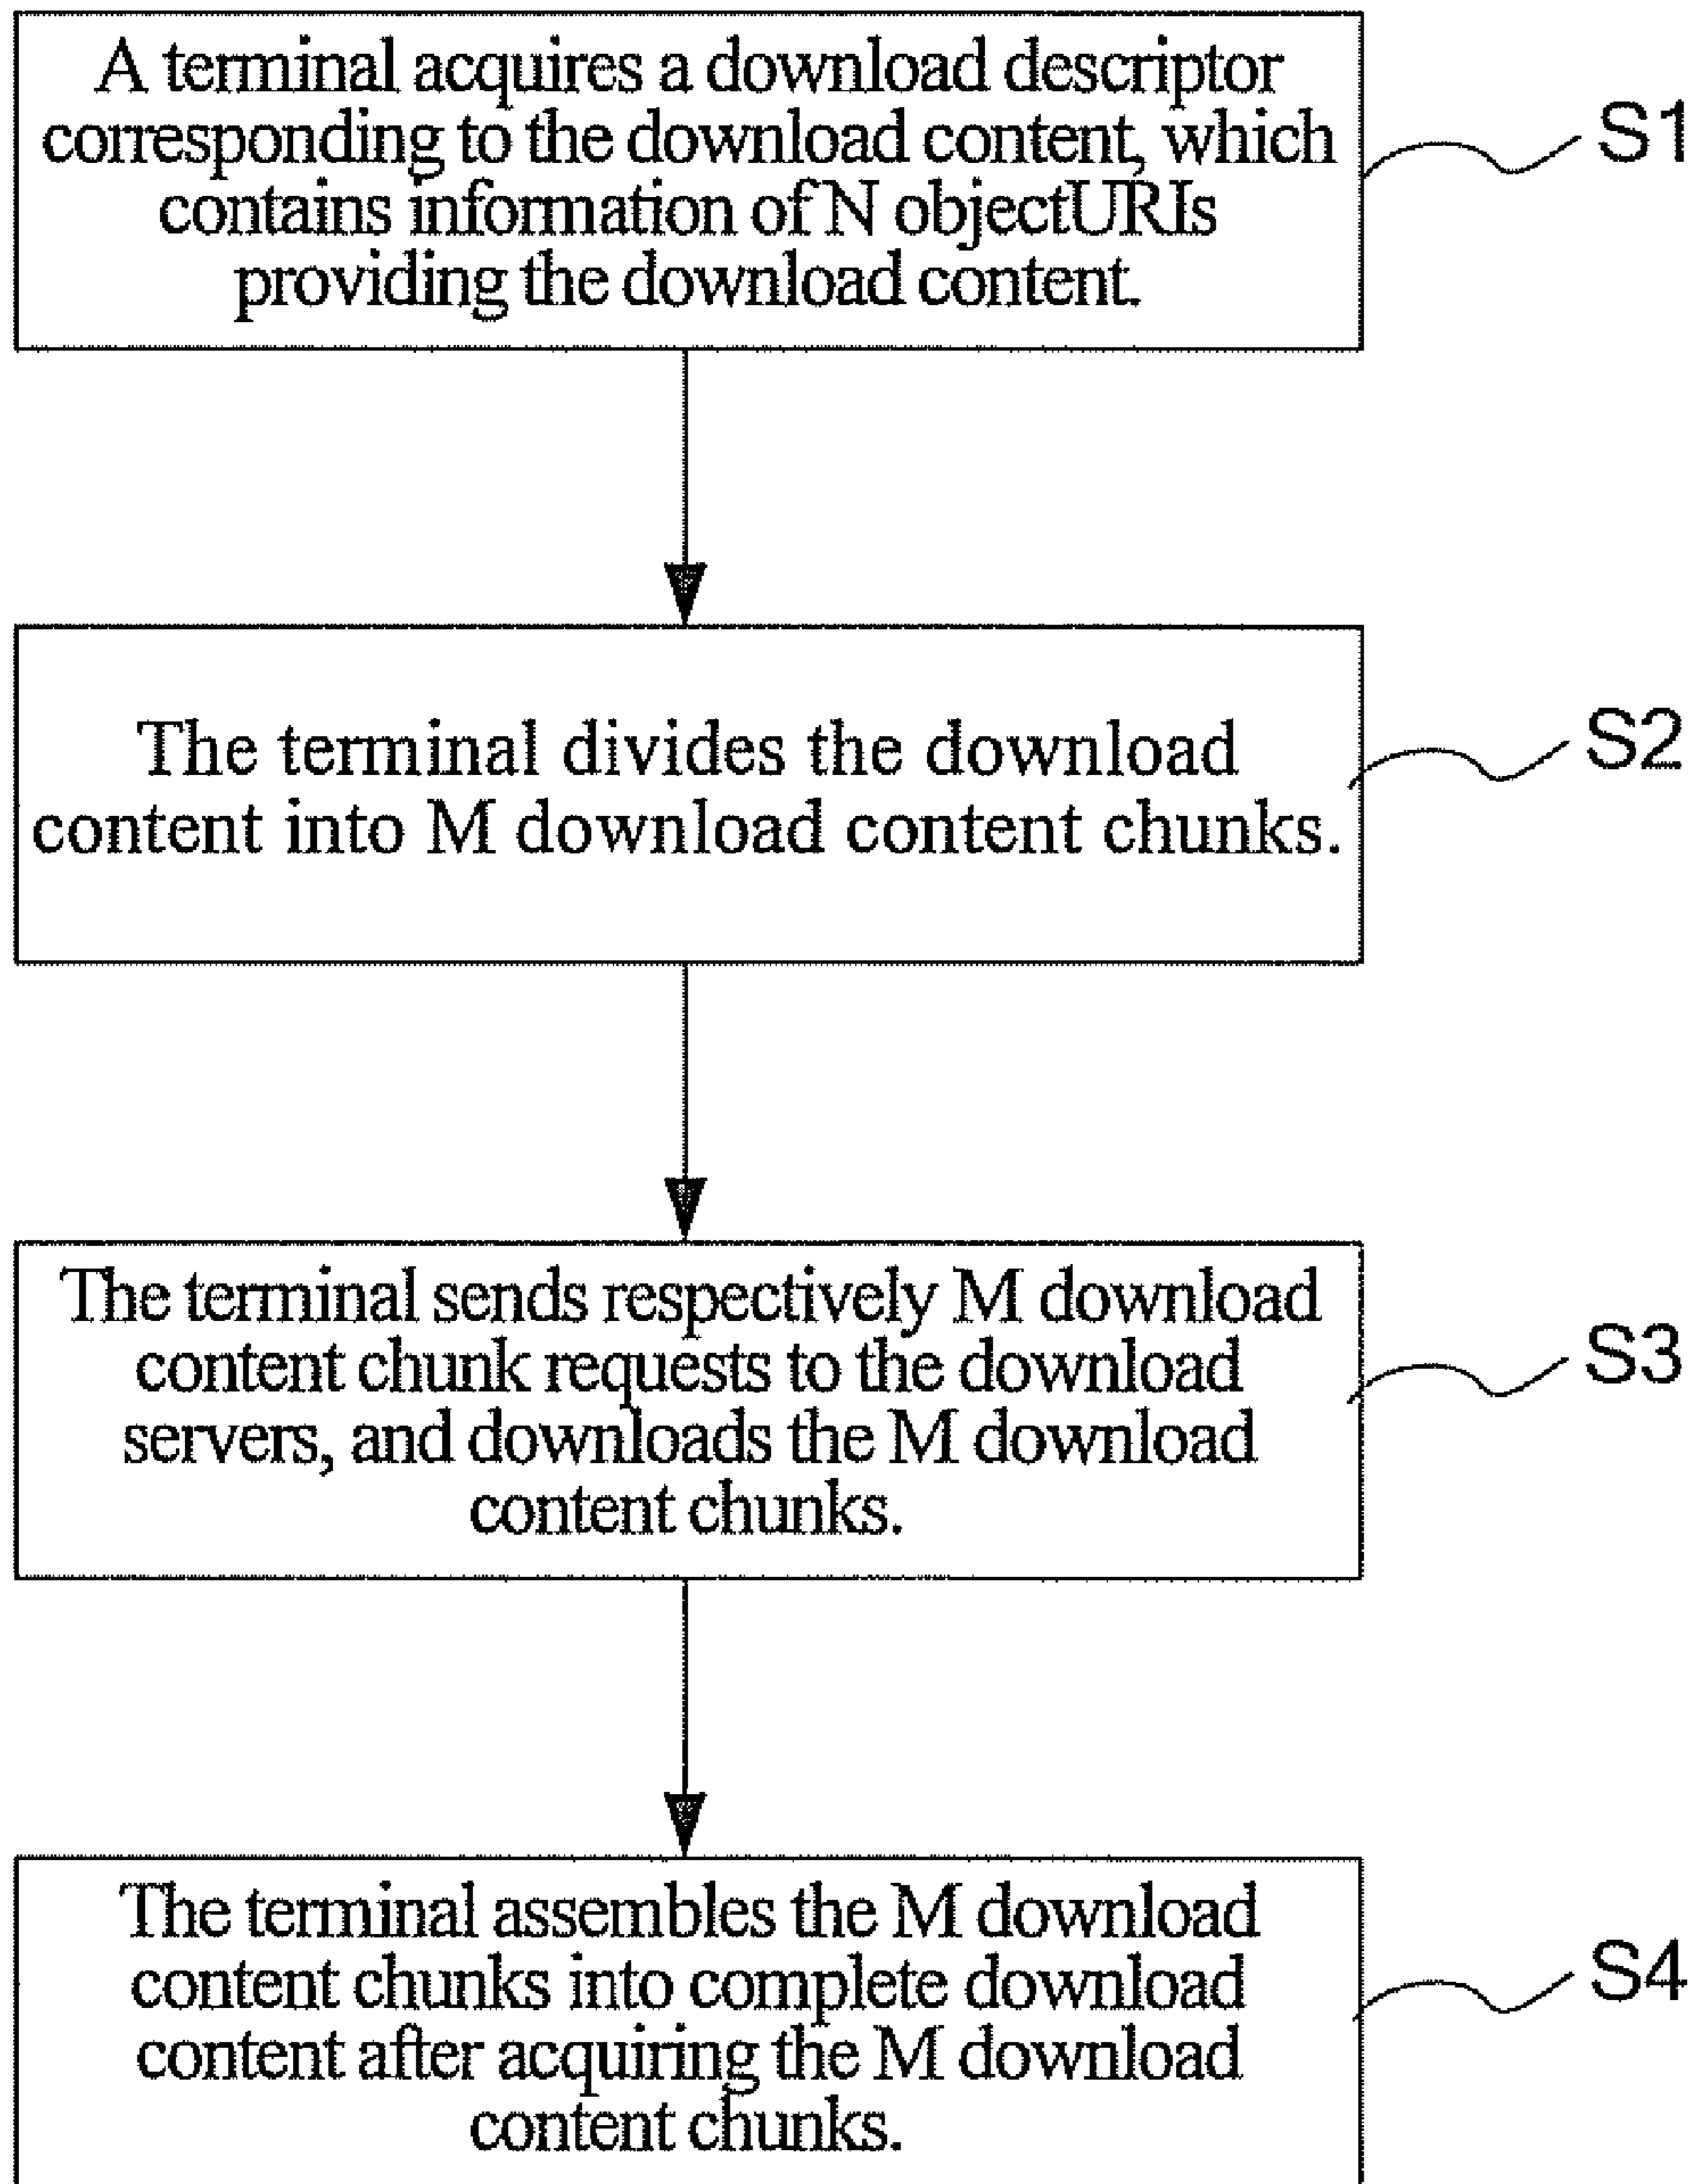 A terminal acquires a download descriptor
corresponding to the download content, which
contains information of N objectURIs
providing the download content.
S1
The terminal divides the download
content into M download content chunks.
S2
The terminal sends respectively M download
content chunk requests to the download
servers, and downloads the M download
content chunks.
S3
The terminal assembles the M download
content chunks into complete download
content after acquiring the M download
content chunks.
S4